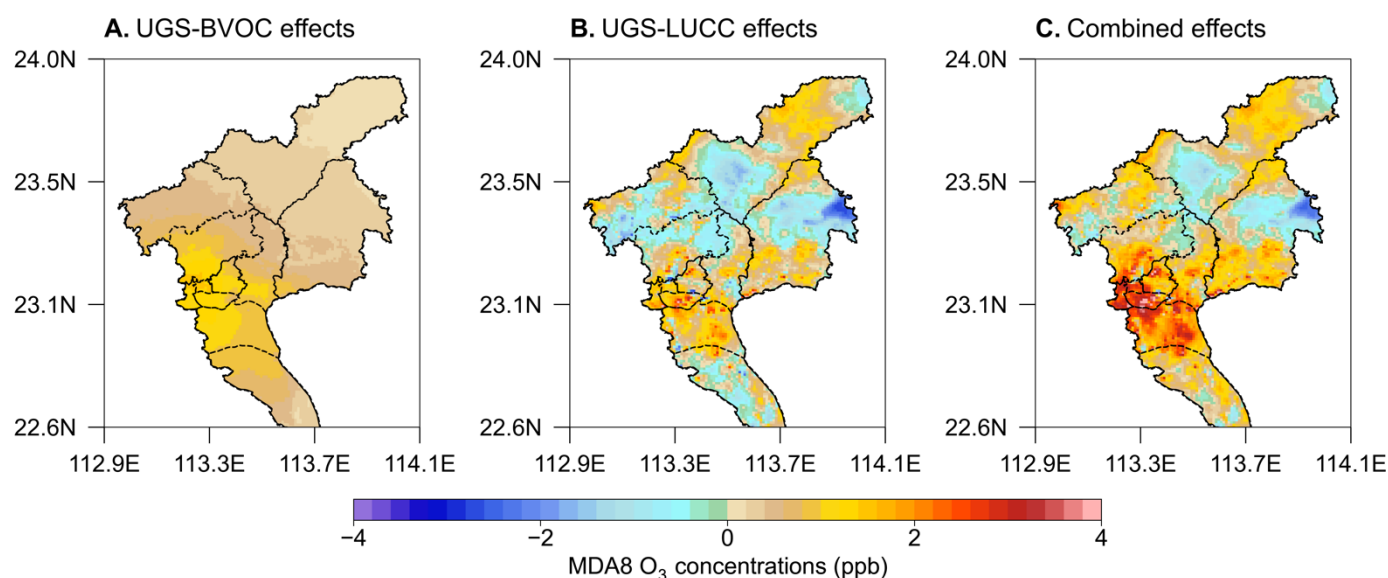 A. UGS-BVOC effects
B. UGS-LUCC effects
C. Combined effects
24.0N
23.5N
23.1N
22.6N
112.9E 113.3E 113.7E 114.1E
24.0N
23.5N
23.1N
22.6N
112.9E 113.3E 113.7E 114.1E
24.0N
23.5N
23.1N
22.6N
112.9E 113.3E 113.7E 114.1E
−4 −2 0 2 4
MDA8 O₃ concentrations (ppb)